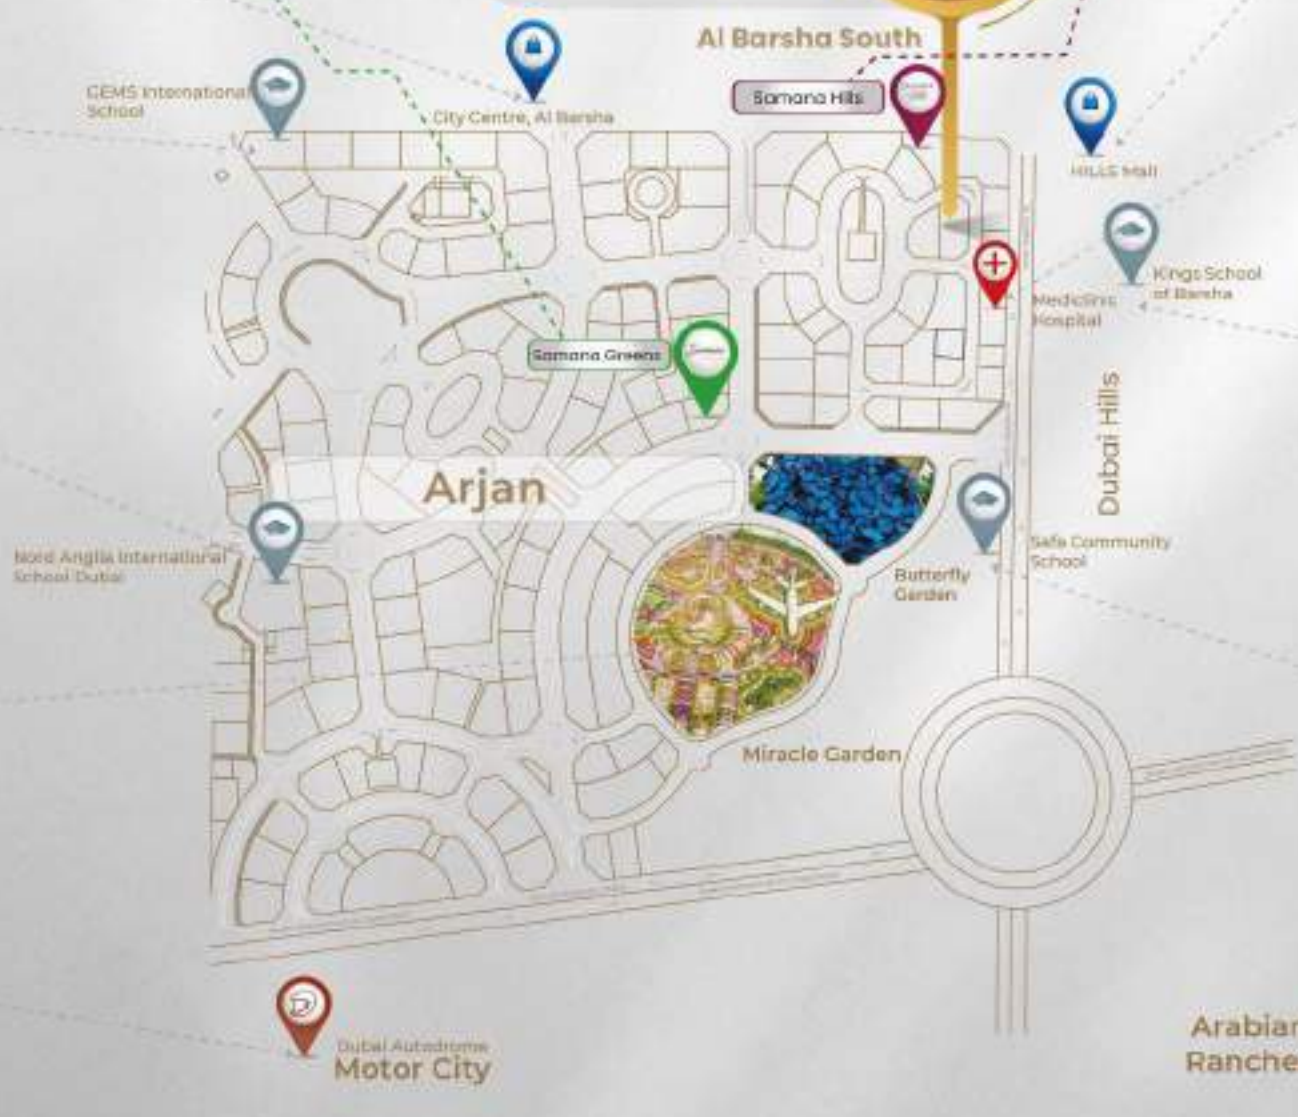 Al Barsha South
GEMS International
School
City Centre, Al Barsha
Samana Hills
HILLS Mall
Kings School
of Barsha
Mediclinic
Hospital
Samana Greens
Dubai Hills
Arjan
Nord Anglia International
School Dubai
Safa Community
School
Butterfly
Garden
Miracle Garden
Dubai Autodrome
Motor City
Arabian
Ranche